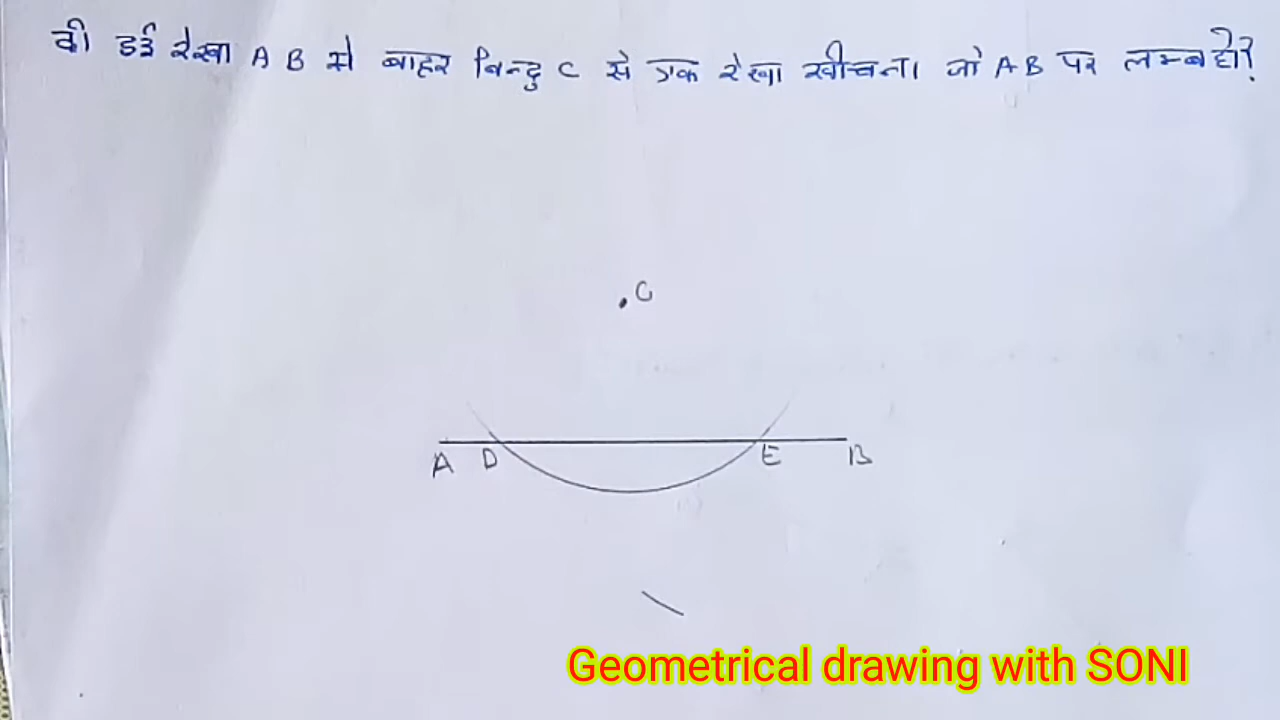 दी हुई रेखा A B से बाहर बिन्दु C से एक रेखा खीचना जो A B पर लम्ब हो?
C
A D E B
Geometrical drawing with SONI